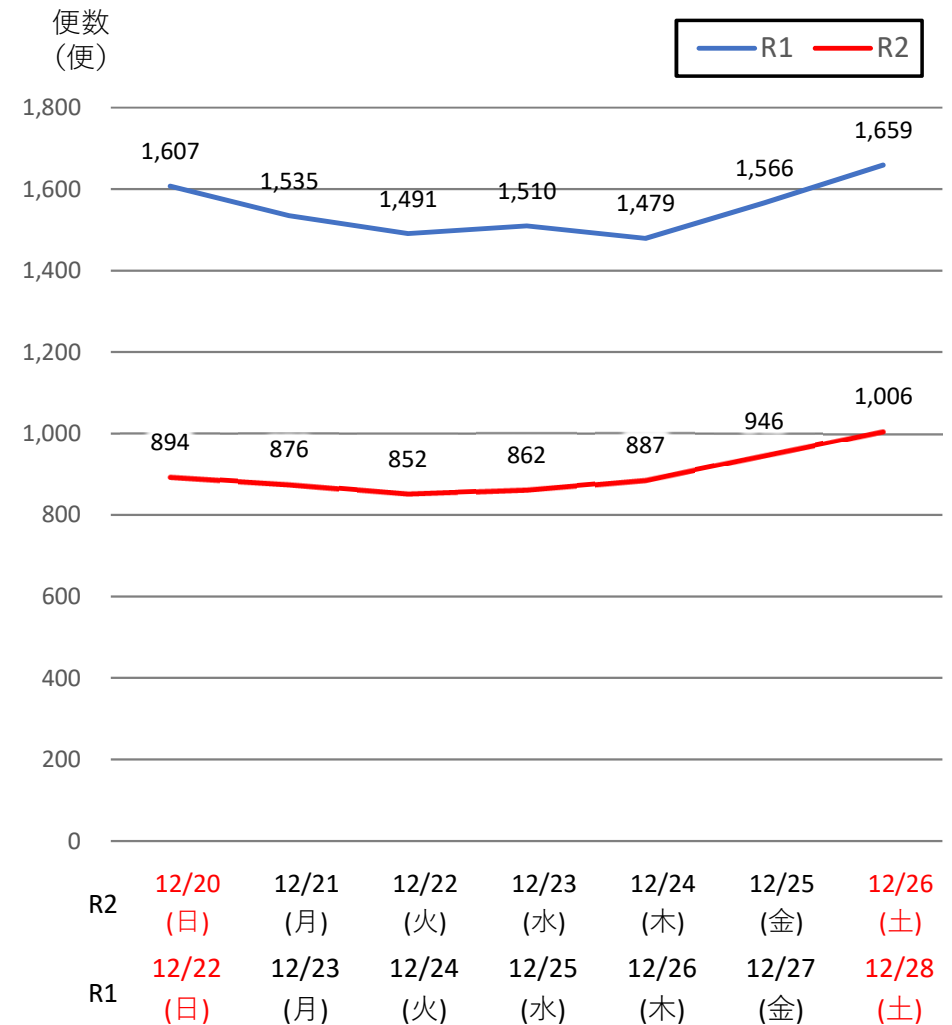 便数
（便）
R1 R2
1,800
1,600
1,400
1,200
1,000
800
600
400
200
0
1,607 1,535 1,491 1,510 1,479 1,566 1,659
894 876 852 862 887 946 1,006
R2 12/20 12/21 12/22 12/23 12/24 12/25 12/26
(日) (月) (火) (水) (木) (金) (土)
R1 12/22 12/23 12/24 12/25 12/26 12/27 12/28
(日) (月) (火) (水) (木) (金) (土)